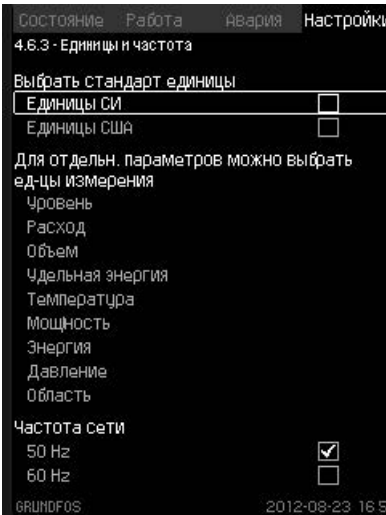 Состояние Работа Авария Настройки
4.6.3 - Единицы и частота
Выбрать стандарт единицы
Единицы СИ
Единицы США
Для отдельн. параметров можно выбрать
ед-цы измерения
Уровень
Расход
Объем
Удельная энергия
Температура
Мощность
Энергия
Давление
Область
Частота сети
50 Hz
60 Hz
GRUNDFOS 2012-08-23 16:5